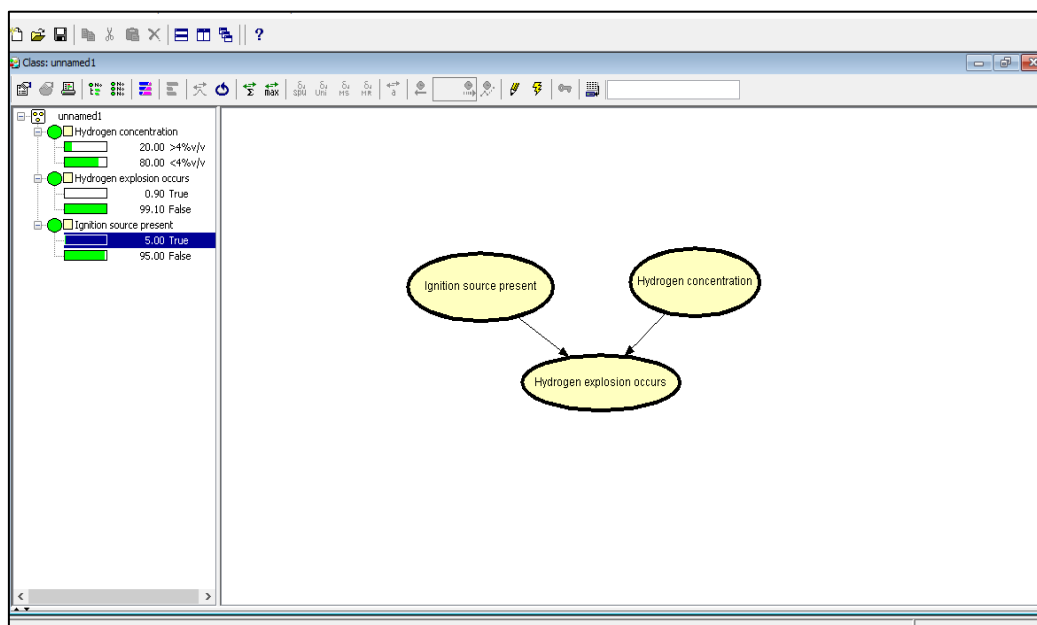 ?
Class: unnamed1
Σ max
unnamed1
Hydrogen concentration
20.00 >4%v/v
80.00 <4%v/v
Hydrogen explosion occurs
0.90 True
99.10 False
Ignition source present
5.00 True
95.00 False
Ignition source present
Hydrogen concentration
Hydrogen explosion occurs